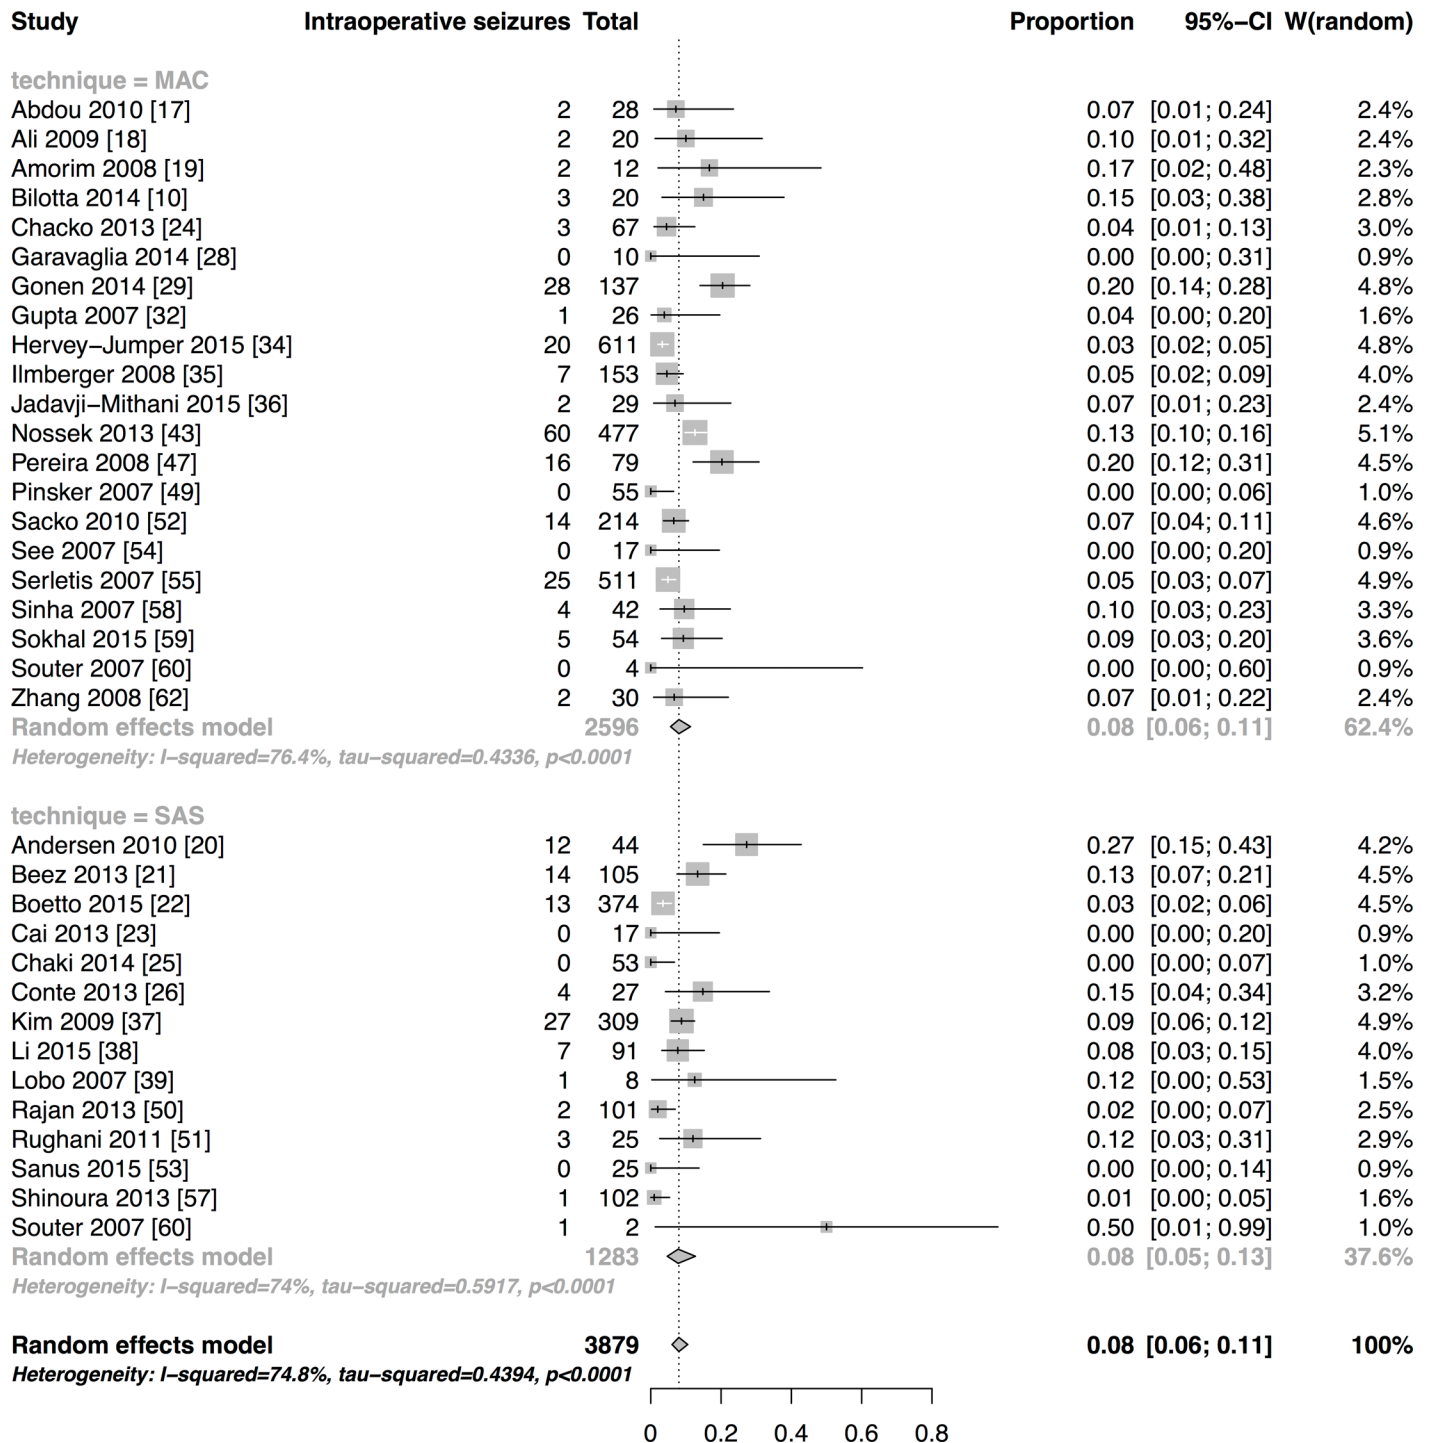 Study Intraoperative seizures Total Proportion 95%−CI W(random)
technique = MAC
Abdou 2010 [17] 2 28 0.07 [0.01; 0.24] 2.4%
Ali 2009 [18] 2 20 0.10 [0.01; 0.32] 2.4%
Amorim 2008 [19] 2 12 0.17 [0.02; 0.48] 2.3%
Bilotta 2014 [10] 3 20 0.15 [0.03; 0.38] 2.8%
Chacko 2013 [24] 3 67 0.04 [0.01; 0.13] 3.0%
Garavaglia 2014 [28] 0 10 0.00 [0.00; 0.31] 0.9%
Gonen 2014 [29] 28 137 0.20 [0.14; 0.28] 4.8%
Gupta 2007 [32] 1 26 0.04 [0.00; 0.20] 1.6%
Hervey−Jumper 2015 [34] 20 611 0.03 [0.02; 0.05] 4.8%
Ilmberger 2008 [35] 7 153 0.05 [0.02; 0.09] 4.0%
Jadavji−Mithani 2015 [36] 2 29 0.07 [0.01; 0.23] 2.4%
Nossek 2013 [43] 60 477 0.13 [0.10; 0.16] 5.1%
Pereira 2008 [47] 16 79 0.20 [0.12; 0.31] 4.5%
Pinsker 2007 [49] 0 55 0.00 [0.00; 0.06] 1.0%
Sacko 2010 [52] 14 214 0.07 [0.04; 0.11] 4.6%
See 2007 [54] 0 17 0.00 [0.00; 0.20] 0.9%
Serletis 2007 [55] 25 511 0.05 [0.03; 0.07] 4.9%
Sinha 2007 [58] 4 42 0.10 [0.03; 0.23] 3.3%
Sokhal 2015 [59] 5 54 0.09 [0.03; 0.20] 3.6%
Souter 2007 [60] 0 4 0.00 [0.00; 0.60] 0.9%
Zhang 2008 [62] 2 30 0.07 [0.01; 0.22] 2.4%
Random effects model 2596 0.08 [0.06; 0.11] 62.4%
Heterogeneity: I−squared=76.4%, tau−squared=0.4336, p<0.0001
technique = SAS
Andersen 2010 [20] 12 44 0.27 [0.15; 0.43] 4.2%
Beez 2013 [21] 14 105 0.13 [0.07; 0.21] 4.5%
Boetto 2015 [22] 13 374 0.03 [0.02; 0.06] 4.5%
Cai 2013 [23] 0 17 0.00 [0.00; 0.20] 0.9%
Chaki 2014 [25] 0 53 0.00 [0.00; 0.07] 1.0%
Conte 2013 [26] 4 27 0.15 [0.04; 0.34] 3.2%
Kim 2009 [37] 27 309 0.09 [0.06; 0.12] 4.9%
Li 2015 [38] 7 91 0.08 [0.03; 0.15] 4.0%
Lobo 2007 [39] 1 8 0.12 [0.00; 0.53] 1.5%
Rajan 2013 [50] 2 101 0.02 [0.00; 0.07] 2.5%
Rughani 2011 [51] 3 25 0.12 [0.03; 0.31] 2.9%
Sanus 2015 [53] 0 25 0.00 [0.00; 0.14] 0.9%
Shinoura 2013 [57] 1 102 0.01 [0.00; 0.05] 1.6%
Souter 2007 [60] 1 2 0.50 [0.01; 0.99] 1.0%
Random effects model 1283 0.08 [0.05; 0.13] 37.6%
Heterogeneity: I−squared=74%, tau−squared=0.5917, p<0.0001
Random effects model 3879 0.08 [0.06; 0.11] 100%
Heterogeneity: I−squared=74.8%, tau−squared=0.4394, p<0.0001
0 0.2 0.4 0.6 0.8